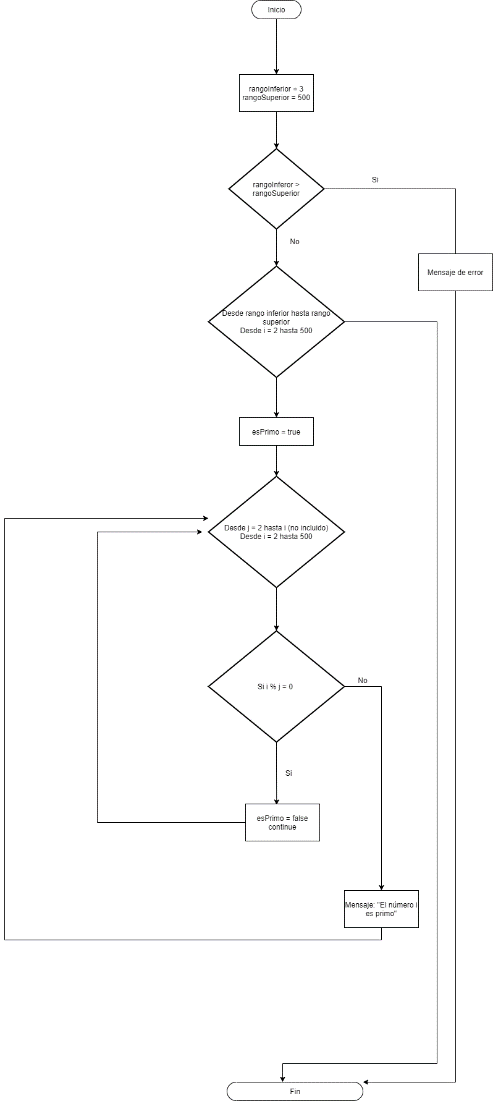 Inicio
rangoInferior = 3
rangoSuperior = 500
rangoInferor >
rangoSuperior
Si
No
Mensaje de error
Desde rango inferior hasta rango
superior
Desde i = 2 hasta 500
esPrimo = true
Desde j = 2 hasta i (no incluido)
Desde i = 2 hasta 500
Si i % j = 0
No
Si
esPrimo = false
continue
Mensaje: "El número i
es primo"
Fin